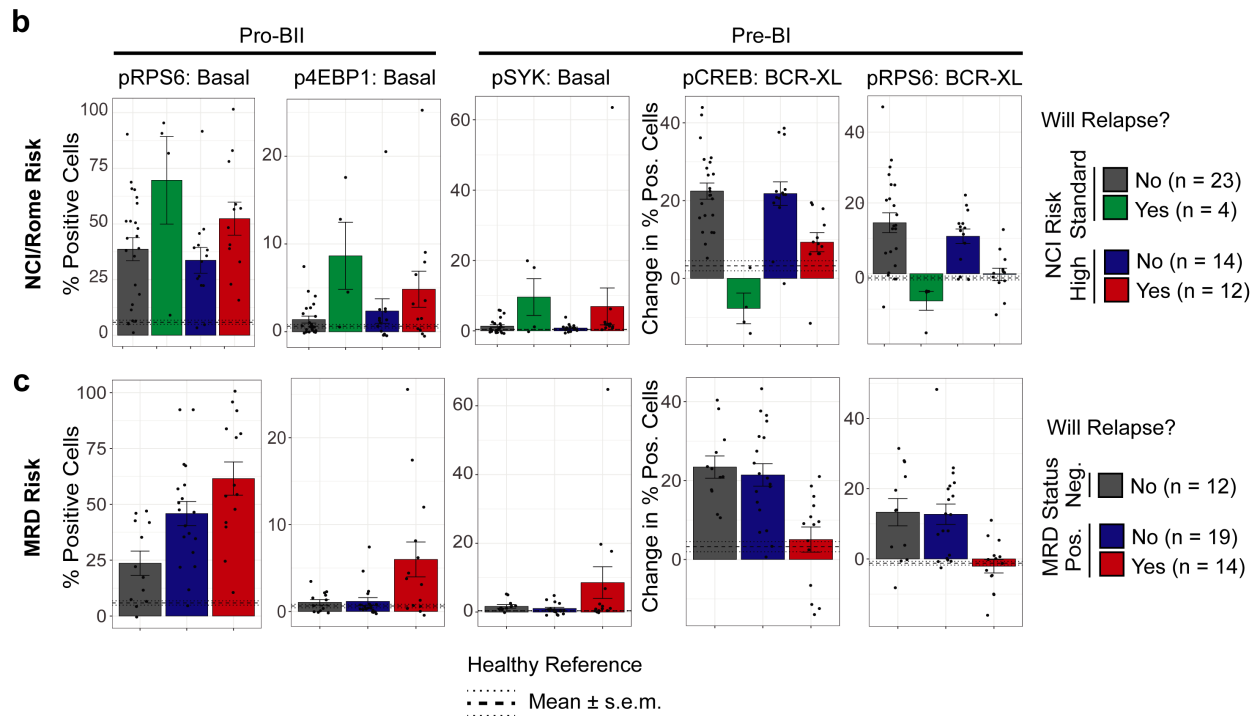 b
Pro-BII
Pre-BI
pRPS6: Basal
p4EBP1: Basal
pSYK: Basal
pCREB: BCR-XL
pRPS6: BCR-XL
NCI/Rome Risk
% Positive Cells
100
75
50
25
0
20
10
0
60
40
20
0
Change in % Pos. Cells
40
20
0
40
20
0
Will Relapse?
NCI Risk
Standard
No (n = 23)
Yes (n = 4)
High
No (n = 14)
Yes (n = 12)
c
MRD Risk
% Positive Cells
100
75
50
25
0
20
10
0
60
40
20
0
Change in % Pos. Cells
40
20
0
40
20
0
Will Relapse?
MRD Status
Neg.
No (n = 12)
Pos.
No (n = 19)
Yes (n = 14)
Healthy Reference
Mean ± s.e.m.